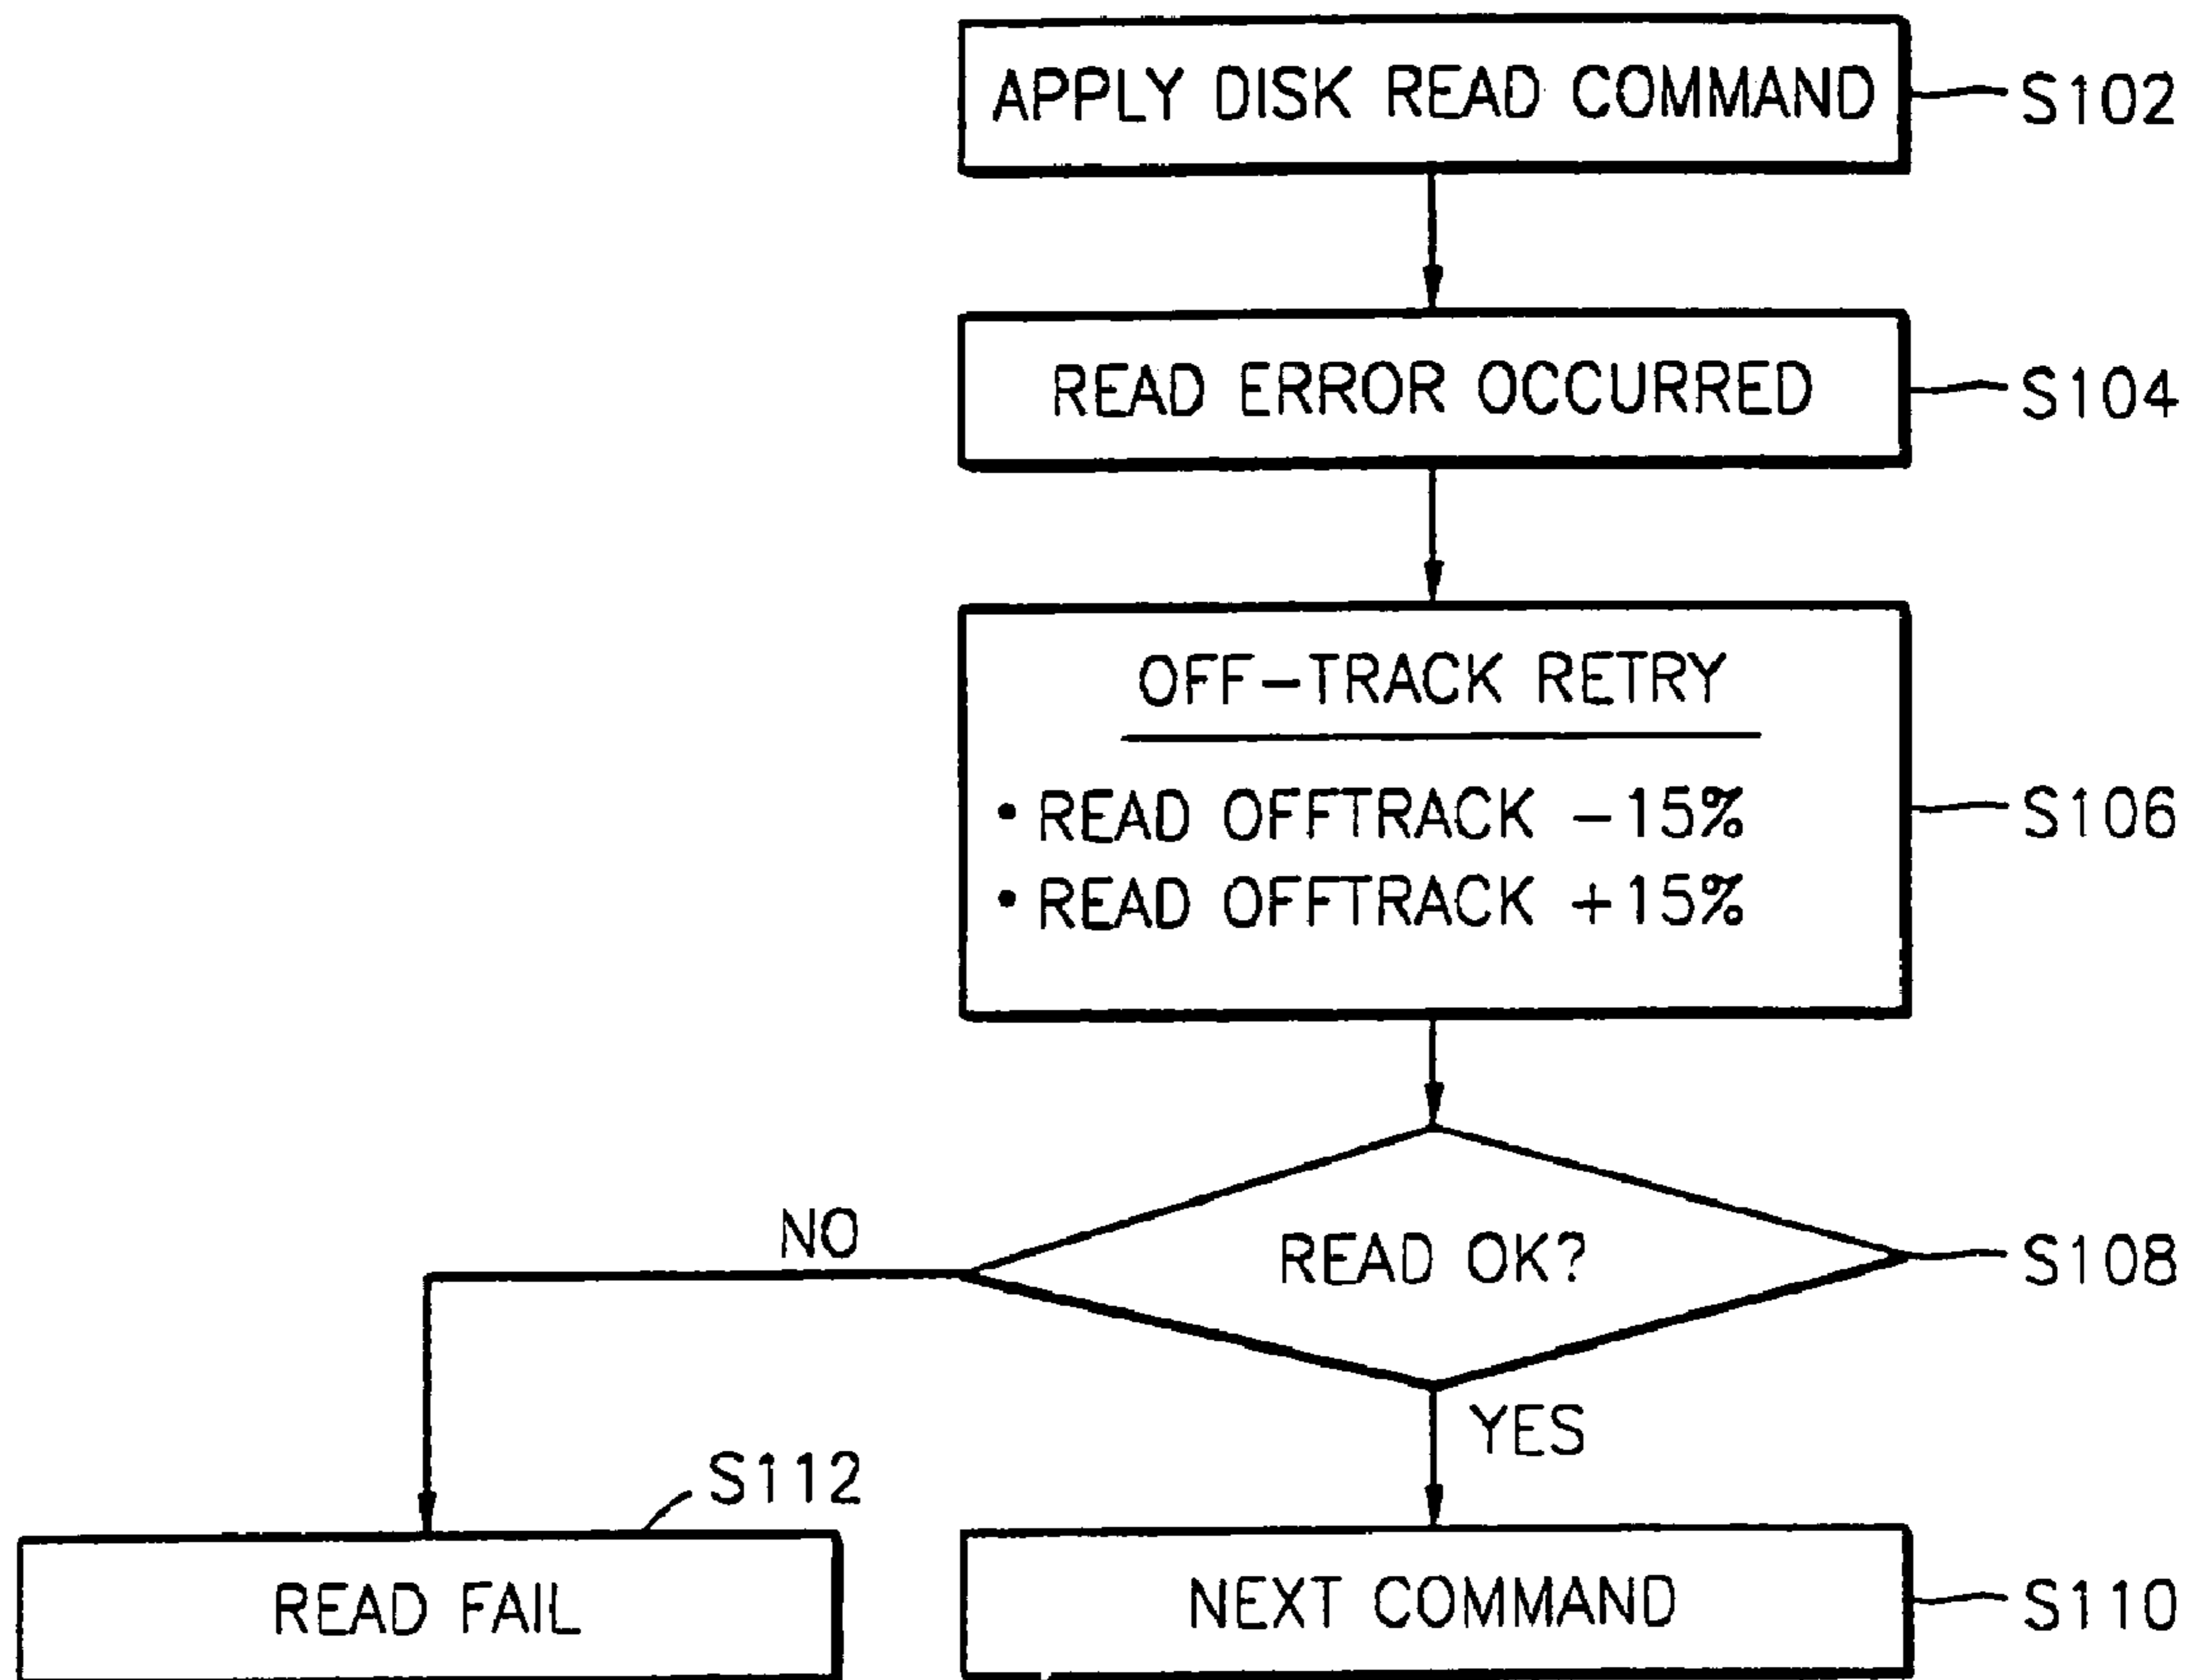 APPLY DISK READ COMMAND
S102
READ ERROR OCCURRED
S104
OFF-TRACK RETRY
• READ OFFTRACK -15%
• READ OFFTRACK +15%
S106
READ OK?
S108
NO
YES
S112
READ FAIL
NEXT COMMAND
S110